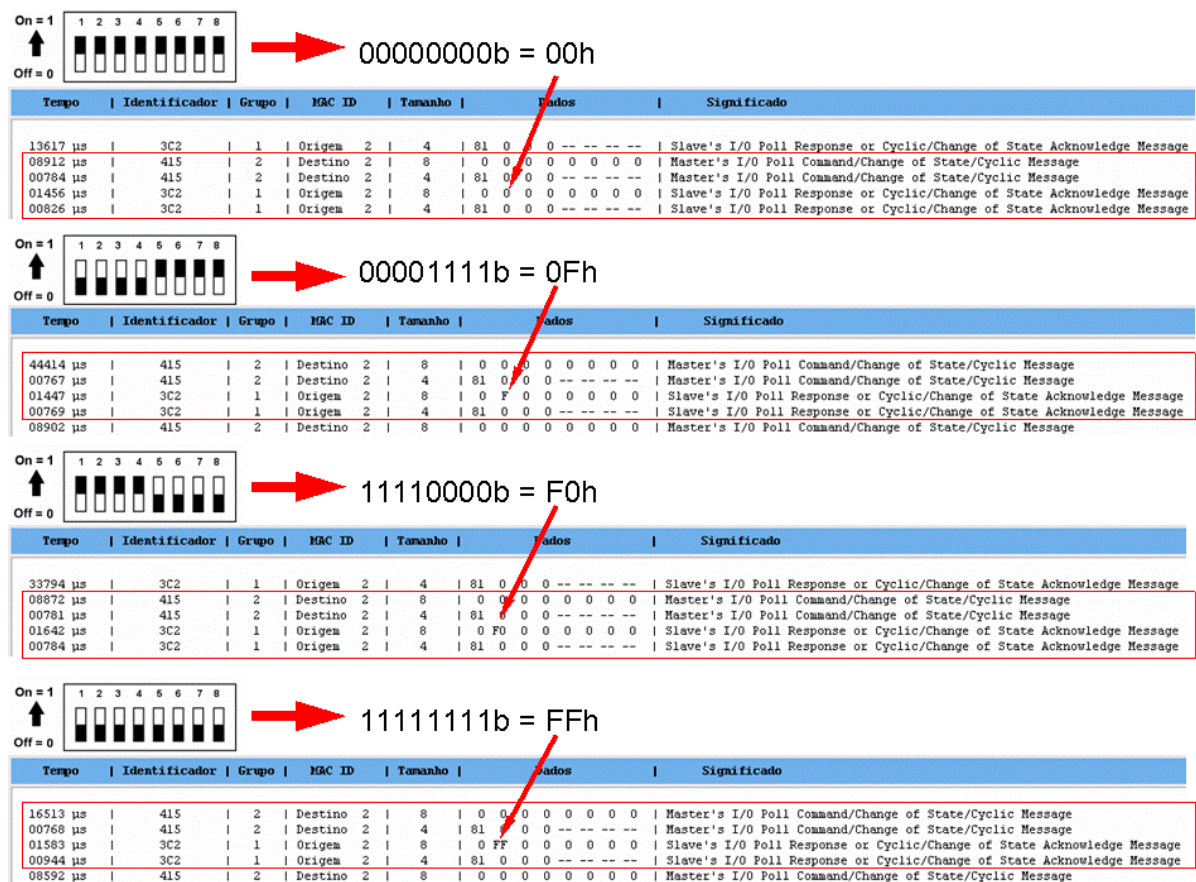 On = 1
1 2 3 4 5 6 7 8
Off = 0
00000000b = 00h
Tempo | Identificador | Grupo | MAC ID | Tamanho | Dados | Significado
13617 µs | 3C2 | 1 | Origem 2 | 4 | 81 0 0 0 -- -- -- -- | Slave's I/O Poll Response or Cyclic/Change of State Acknowledge Message
08912 µs | 415 | 2 | Destino 2 | 8 | 0 0 0 0 0 0 0 0 | Master's I/O Poll Command/Change of State/Cyclic Message
00784 µs | 415 | 2 | Destino 2 | 4 | 81 0 0 0 -- -- -- -- | Master's I/O Poll Command/Change of State/Cyclic Message
01456 µs | 3C2 | 1 | Origem 2 | 8 | 0 0 0 0 0 0 0 0 | Slave's I/O Poll Response or Cyclic/Change of State Acknowledge Message
00826 µs | 3C2 | 1 | Origem 2 | 4 | 81 0 0 0 -- -- -- -- | Slave's I/O Poll Response or Cyclic/Change of State Acknowledge Message
On = 1
1 2 3 4 5 6 7 8
Off = 0
00001111b = 0Fh
Tempo | Identificador | Grupo | MAC ID | Tamanho | Dados | Significado
44414 µs | 415 | 2 | Destino 2 | 8 | 0 0 0 0 0 0 0 0 | Master's I/O Poll Command/Change of State/Cyclic Message
00767 µs | 415 | 2 | Destino 2 | 4 | 81 0 0 0 -- -- -- -- | Master's I/O Poll Command/Change of State/Cyclic Message
01447 µs | 3C2 | 1 | Origem 2 | 8 | 0 F 0 0 0 0 0 0 | Slave's I/O Poll Response or Cyclic/Change of State Acknowledge Message
00769 µs | 3C2 | 1 | Origem 2 | 4 | 81 0 0 0 -- -- -- -- | Slave's I/O Poll Response or Cyclic/Change of State Acknowledge Message
08902 µs | 415 | 2 | Destino 2 | 8 | 0 0 0 0 0 0 0 0 | Master's I/O Poll Command/Change of State/Cyclic Message
On = 1
1 2 3 4 5 6 7 8
Off = 0
11110000b = F0h
Tempo | Identificador | Grupo | MAC ID | Tamanho | Dados | Significado
33794 µs | 3C2 | 1 | Origem 2 | 4 | 81 0 0 0 -- -- -- -- | Slave's I/O Poll Response or Cyclic/Change of State Acknowledge Message
08872 µs | 415 | 2 | Destino 2 | 8 | 0 0 0 0 0 0 0 0 | Master's I/O Poll Command/Change of State/Cyclic Message
00781 µs | 415 | 2 | Destino 2 | 4 | 81 0 0 0 -- -- -- -- | Master's I/O Poll Command/Change of State/Cyclic Message
01642 µs | 3C2 | 1 | Origem 2 | 8 | 0 F0 0 0 0 0 0 0 | Slave's I/O Poll Response or Cyclic/Change of State Acknowledge Message
00784 µs | 3C2 | 1 | Origem 2 | 4 | 81 0 0 0 -- -- -- -- | Slave's I/O Poll Response or Cyclic/Change of State Acknowledge Message
On = 1
1 2 3 4 5 6 7 8
Off = 0
11111111b = FFh
Tempo | Identificador | Grupo | MAC ID | Tamanho | Dados | Significado
16513 µs | 415 | 2 | Destino 2 | 8 | 0 0 0 0 0 0 0 0 | Master's I/O Poll Command/Change of State/Cyclic Message
00768 µs | 415 | 2 | Destino 2 | 4 | 81 0 0 0 -- -- -- -- | Master's I/O Poll Command/Change of State/Cyclic Message
01583 µs | 3C2 | 1 | Origem 2 | 8 | 0 FF 0 0 0 0 0 0 | Slave's I/O Poll Response or Cyclic/Change of State Acknowledge Message
00944 µs | 3C2 | 1 | Origem 2 | 4 | 81 0 0 0 -- -- -- -- | Slave's I/O Poll Response or Cyclic/Change of State Acknowledge Message
08592 µs | 415 | 2 | Destino 2 | 8 | 0 0 0 0 0 0 0 0 | Master's I/O Poll Command/Change of State/Cyclic Message